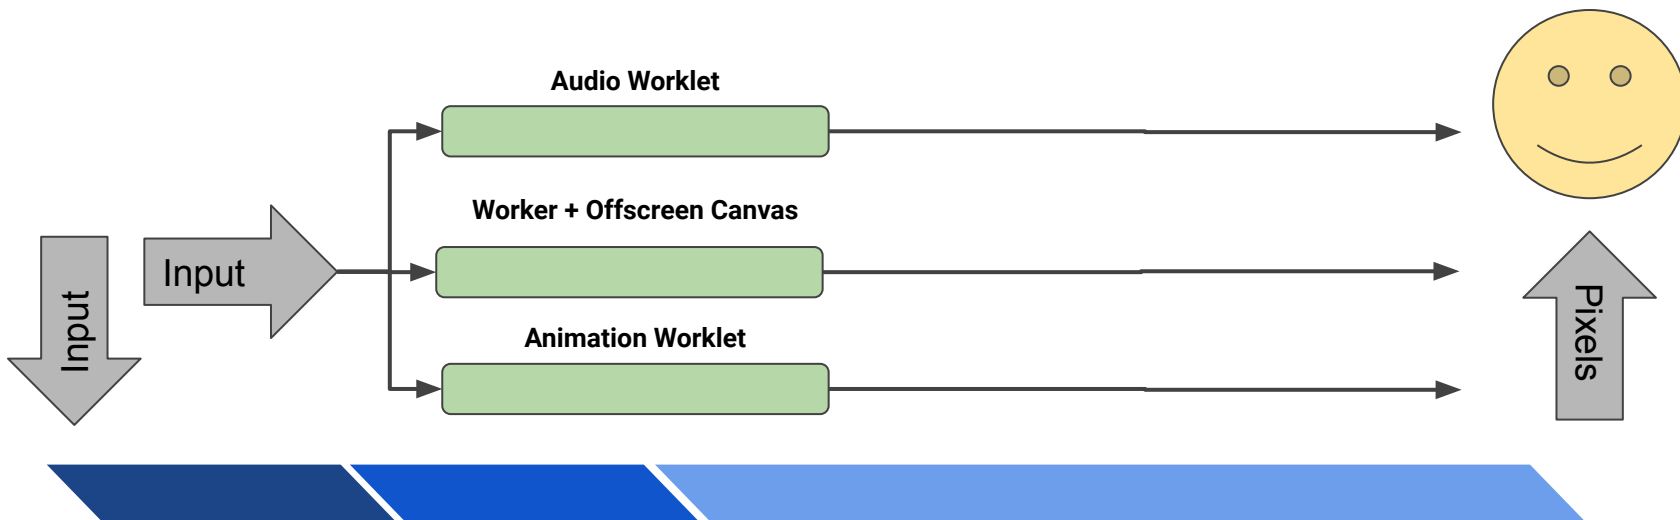 Audio Worklet
Worker + Offscreen Canvas
Input
Input
Animation Worklet
Pixels